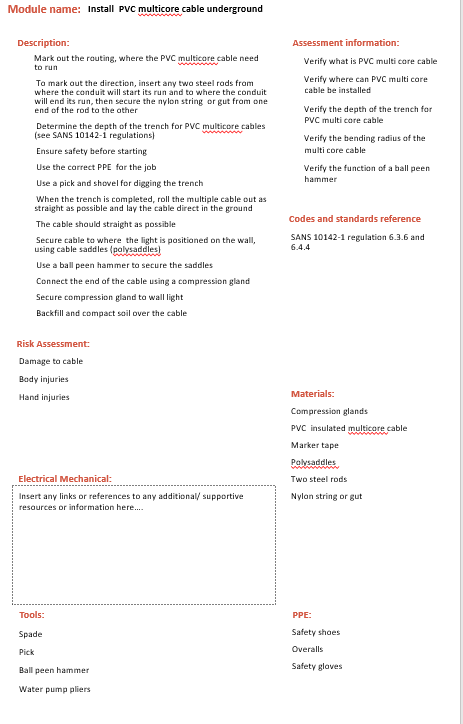 Module name: Install PVC multicore cable underground
Description:
Mark out the routing, where the PVC multicore cable need
to run
To mark out the direction, insert any two steel rods from
where the conduit will start its run and to where the conduit
will end its run, then secure the nylon string or gut from one
end of the rod to the other
Determine the depth of the trench for PVC multicore cables
(see SANS 10142-1 regulations)
Ensure safety before starting
Use the correct PPE for the job
Use a pick and shovel for digging the trench
When the trench is completed, roll the multiple cable out as
straight as possible and lay the cable direct in the ground
The cable should straight as possible
Secure cable to where the light is positioned on the wall,
using cable saddles (polysaddles)
Use a ball peen hammer to secure the saddles
Connect the end of the cable using a compression gland
Secure compression gland to wall light
Backfill and compact soil over the cable
Risk Assessment:
Damage to cable
Body injuries
Hand injuries
Electrical Mechanical:
Insert any links or references to any additional/ supportive
resources or information here....
Tools:
Spade
Pick
Ball peen hammer
Water pump pliers
Assessment information:
Verify what is PVC multi core cable
Verify where can PVC multi core
cable be installed
Verify the depth of the trench for
PVC multi core cable
Verify the bending radius of the
multi core cable
Verify the function of a ball peen
hammer
Codes and standards reference
SANS 10142-1 regulation 6.3.6 and
6.4.4
Materials:
Compression glands
PVC insulated multicore cable
Marker tape
Polysaddles
Two steel rods
Nylon string or gut
PPE:
Safety shoes
Overalls
Safety gloves